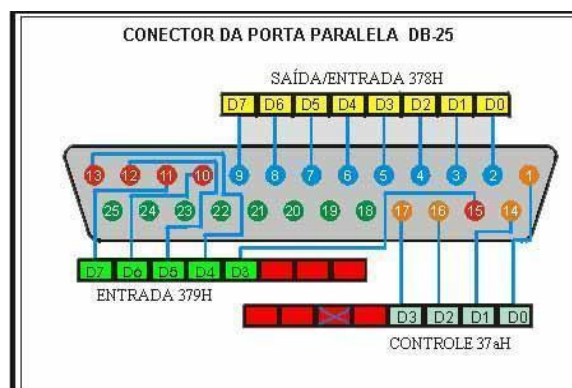 CONECTOR DA PORTA PARALELA DB-25
SAÍDA/ENTRADA 378H
D7 D6 D5 D4 D3 D2 D1 D0
13 12 11 10 9 8 7 6 5 4 3 2 1
25 24 23 22 21 20 19 18 17 16 15 14
D7 D6 D5 D4 D3
ENTRADA 379H
D3 D2 D1 D0
CONTROLE 37aH